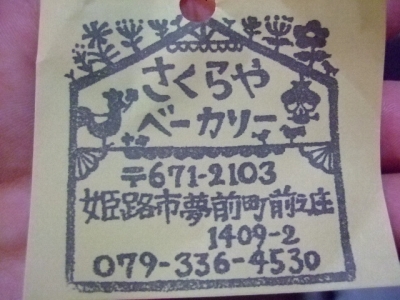 さくらや
ベーカリー
〒671-2103
姫路市夢前町前之庄
1409-2
079-336-4530